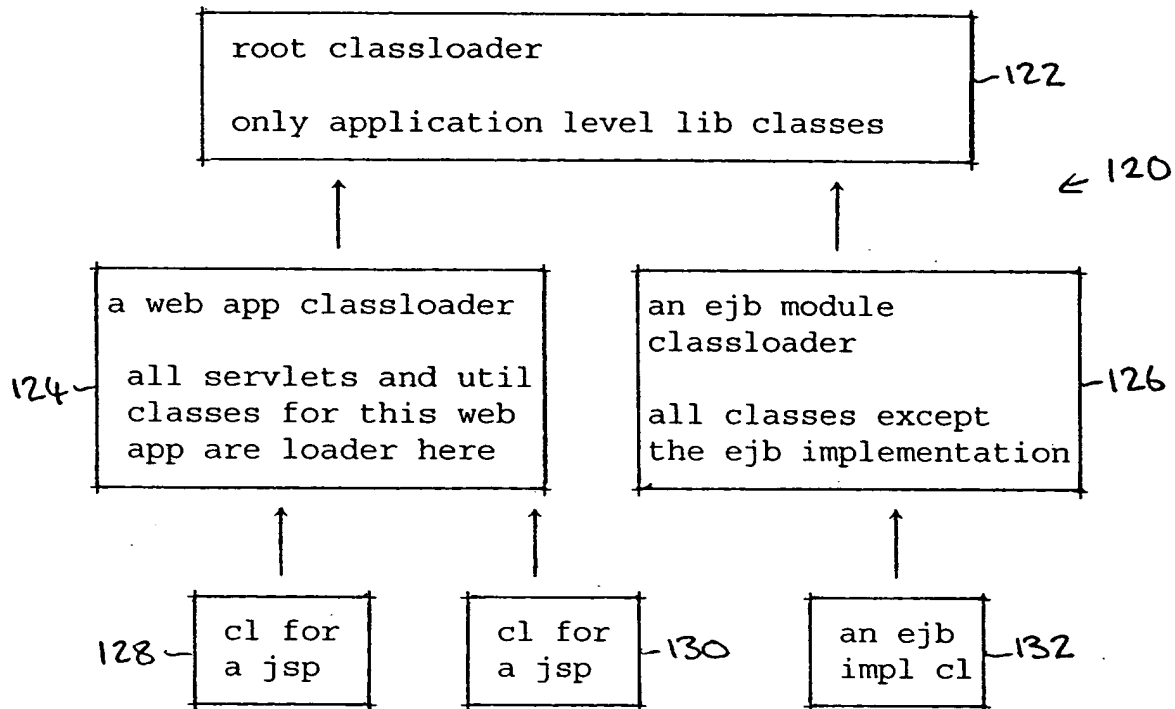 root classloader
only application level lib classes
122
120
a web app classloader
all servlets and util
classes for this web
app are loader here
124
an ejb module
classloader
all classes except
the ejb implementation
126
cl for
a jsp
128
cl for
a jsp
130
an ejb
impl cl
132